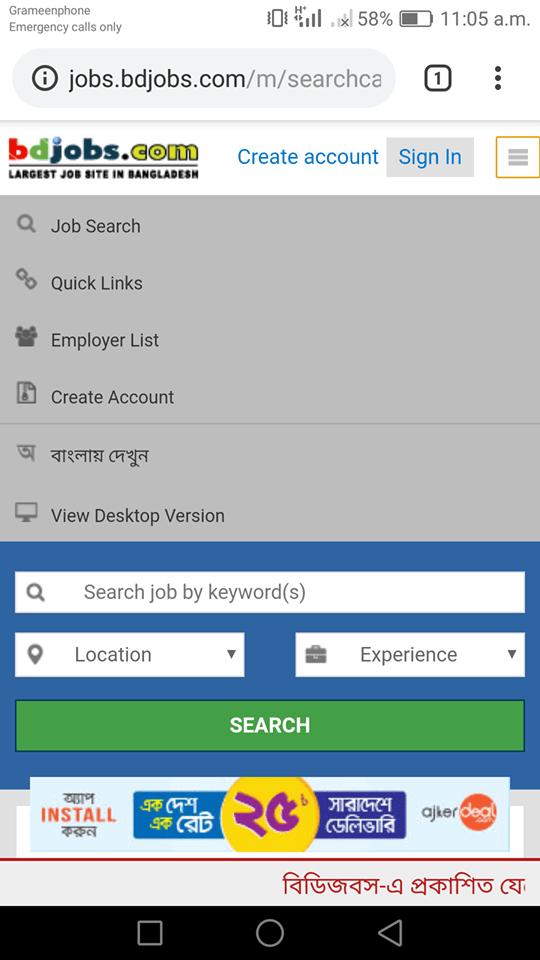 Grameenphone
Emergency calls only
H+
58%
11:05 a.m.
jobs.bdjobs.com/m/searchca
1
bdjobs.com
LARGEST JOB SITE IN BANGLADESH
Create account
Sign In
Job Search
Quick Links
Employer List
Create Account
অ
বাংলায় দেখুন
View Desktop Version
Search job by keyword(s)
Location
Experience
SEARCH
অ্যাপ
INSTALL
করুন
এক দেশ
এক রেট
২৫৳
সারাদেশে
ডেলিভারি
ajkerdeal
.com
বিডিজবস-এ প্রকাশিত যে